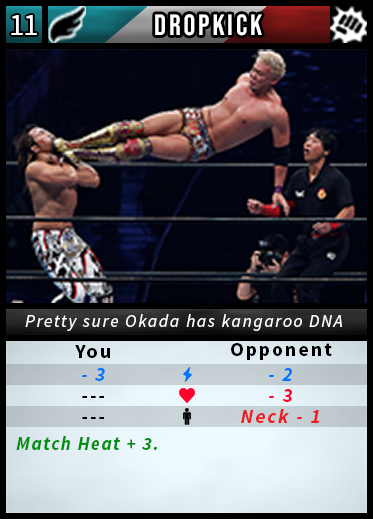 11 DROPKICK
Pretty sure Okada has kangaroo DNA
You Opponent
- 3 - 2
--- - 3
--- Neck - 1
Match Heat + 3.